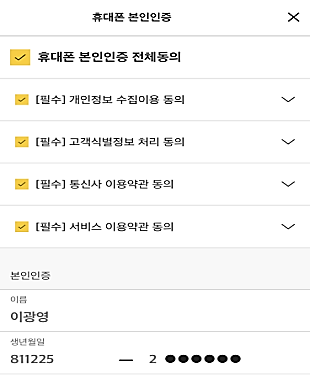 휴대폰 본인인증
휴대폰 본인인증 전체동의
[필수] 개인정보 수집이용 동의
[필수] 고객식별정보 처리 동의
[필수] 통신사 이용약관 동의
[필수] 서비스 이용약관 동의
본인인증
이름
이광영
생년월일
811225 — 2 ●●●●●●